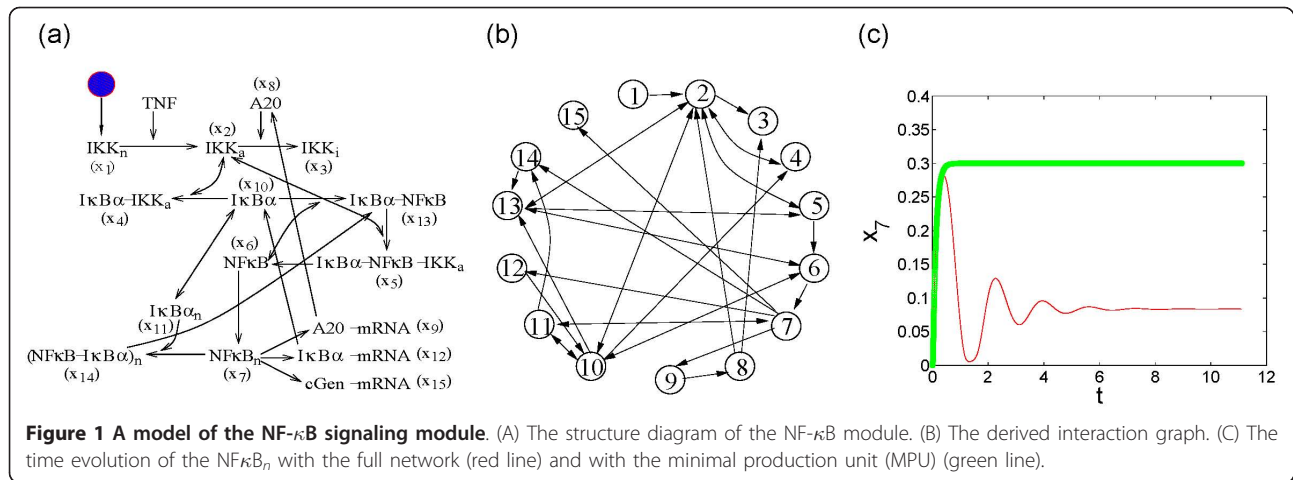 (a)
(b)
(c)
(x₈)
TNF
A20
(x₂)
IKKₙ
IKKₐ
IKKᵢ
(x₁)
(x₃)
(x₁₀)
IκBα–IKKₐ
IκBα
IκBα–NFκB
(x₄)
(x₁₃)
(x₆)
NFκB
IκBα–NFκB–IKKₐ
(x₅)
IκBαₙ
(x₁₁)
A20 –mRNA (x₉)
(NFκB–IκBα)ₙ
NFκBₙ
IκBα –mRNA (x₁₂)
(x₁₄)
(x₇)
cGen –mRNA (x₁₅)
1
2
3
15
4
14
13
5
12
6
11
7
10
9
8
0.4
0.35
0.3
0.25
0.2
0.15
0.1
0.05
0
x₇
0 2 4 6 8 10 12
t
Figure 1 A model of the NF-κB signaling module. (A) The structure diagram of the NF-κB module. (B) The derived interaction graph. (C) The
time evolution of the NFκBₙ with the full network (red line) and with the minimal production unit (MPU) (green line).